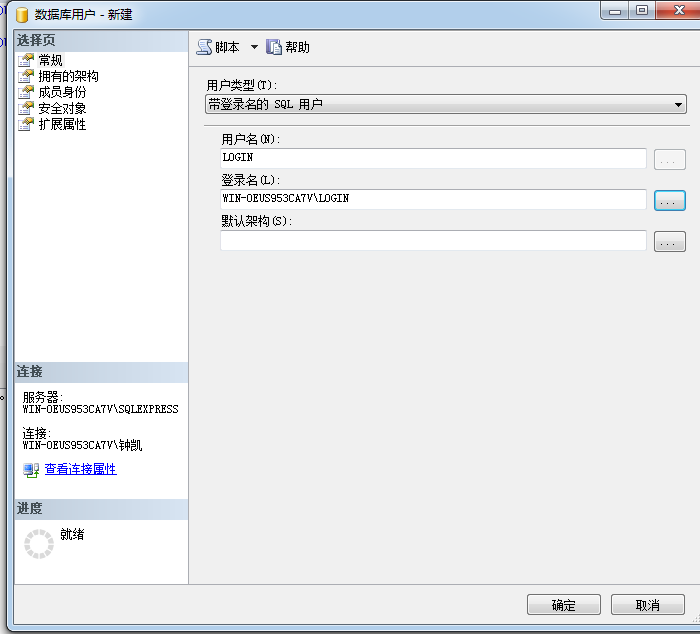 数据库用户 - 新建
选择页
常规
拥有的架构
成员身份
安全对象
扩展属性
脚本 帮助
用户类型(T):
带登录名的 SQL 用户
用户名(N):
LOGIN
...
登录名(L):
WIN-OEUS953CA7V\LOGIN
...
默认架构(S):
...
连接
服务器:
WIN-OEUS953CA7V\SQLEXPRESS
连接:
WIN-OEUS953CA7V\钟凯
查看连接属性
进度
就绪
确定 取消